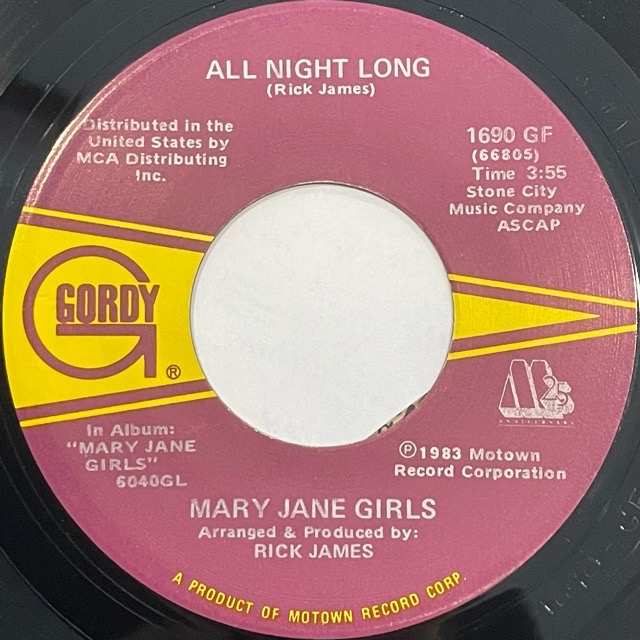 ALL NIGHT LONG
(Rick James)
Distributed in the
United States by
MCA Distributing
Inc.
1690 GF
(66805)
Time 3:55
Stone City
Music Company
ASCAP
GORDY
G
®
M 25
ANNIVERSARY
In Album:
"MARY JANE
GIRLS"
6040GL
℗1983 Motown
Record Corporation
MARY JANE GIRLS
Arranged & Produced by:
RICK JAMES
A PRODUCT OF MOTOWN RECORD CORP.